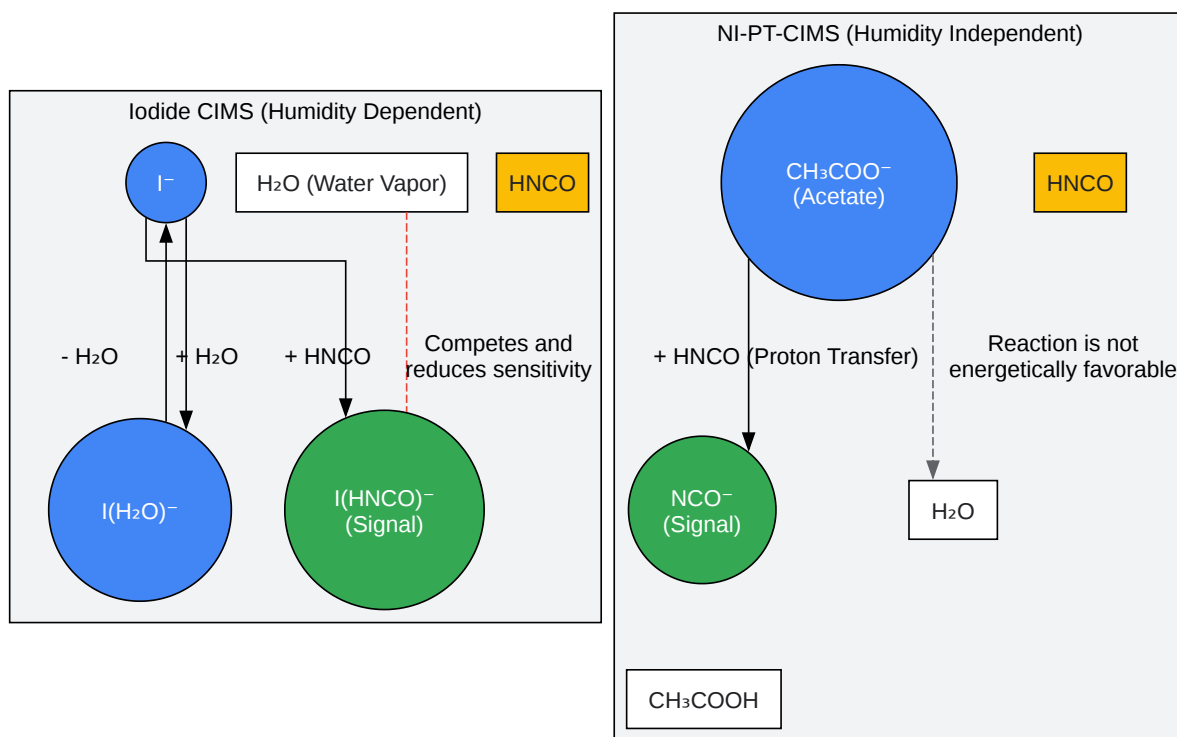 Iodide CIMS (Humidity Dependent)
I⁻
H₂O (Water Vapor)
HNCO
- H₂O
+ H₂O
+ HNCO
Competes and
reduces sensitivity
I(H₂O)⁻
I(HNCO)⁻
(Signal)
NI-PT-CIMS (Humidity Independent)
CH₃COO⁻
(Acetate)
HNCO
+ HNCO (Proton Transfer)
Reaction is not
energetically favorable
NCO⁻
(Signal)
H₂O
CH₃COOH